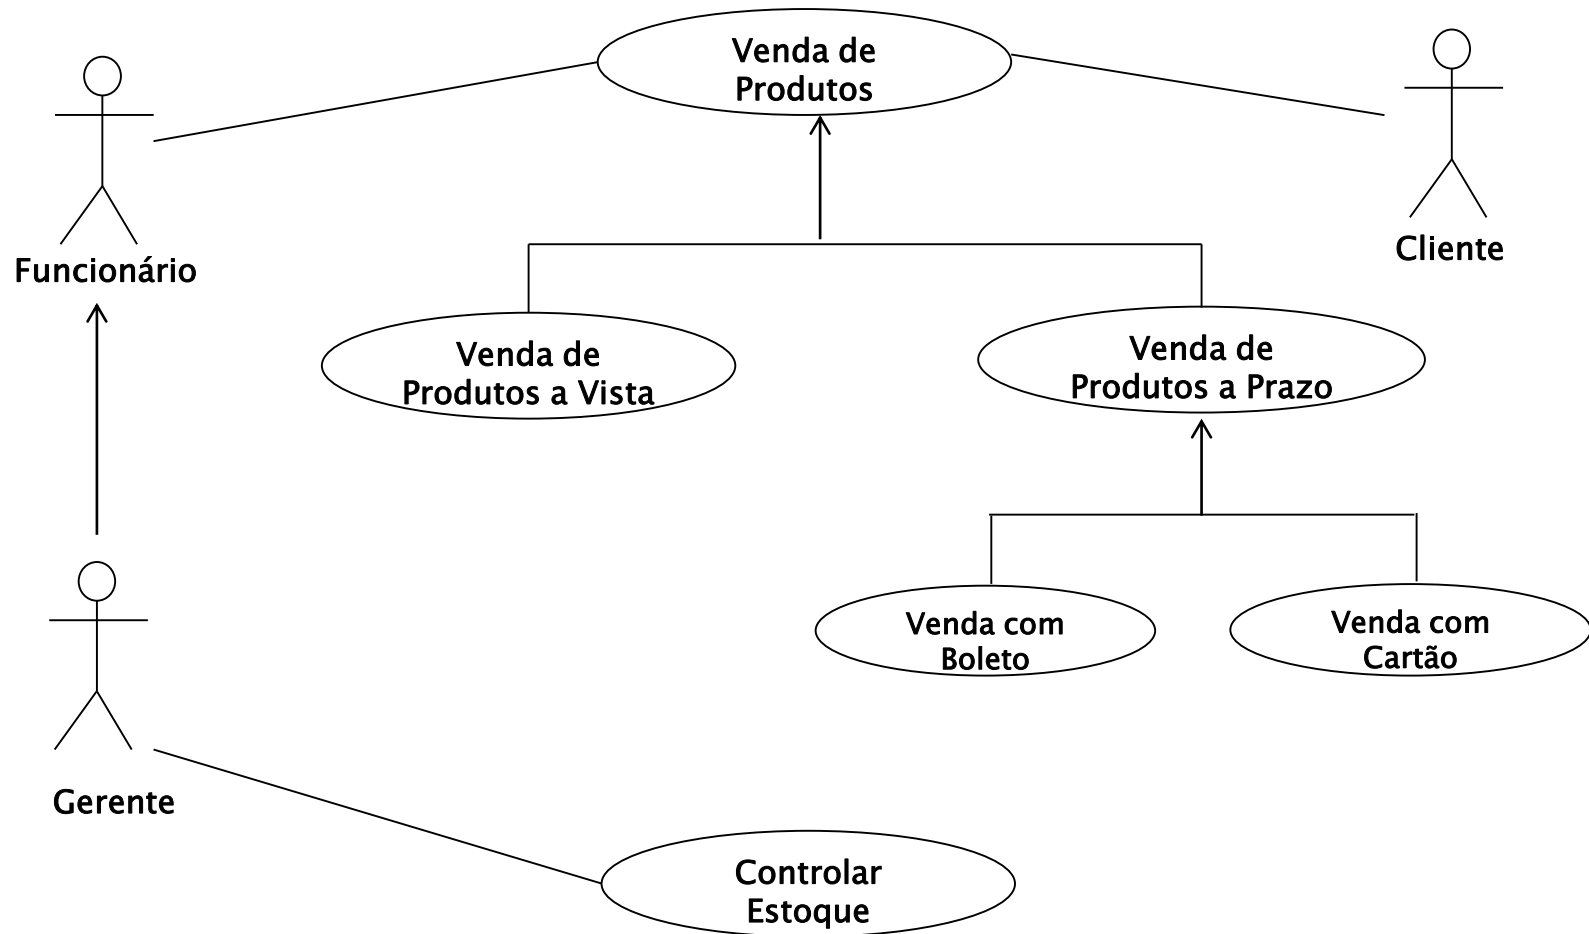 Venda de
Produtos
Funcionário
Cliente
Venda de
Produtos a Vista
Venda de
Produtos a Prazo
Venda com
Boleto
Venda com
Cartão
Gerente
Controlar
Estoque